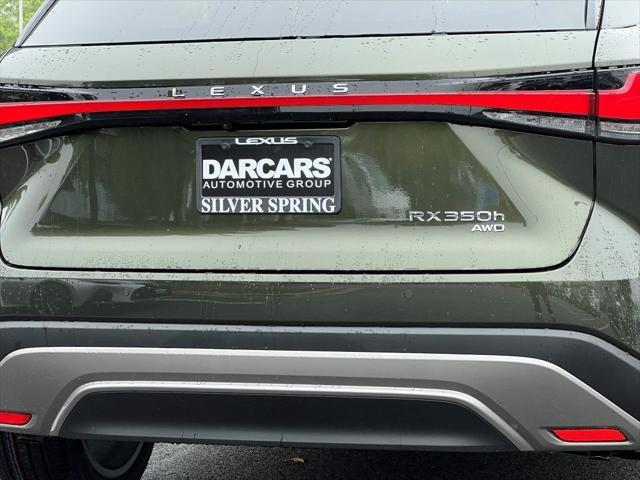 LEXUS
LEXUS
DARCARS
AUTOMOTIVE GROUP
SILVER SPRING
RX350h
AWD